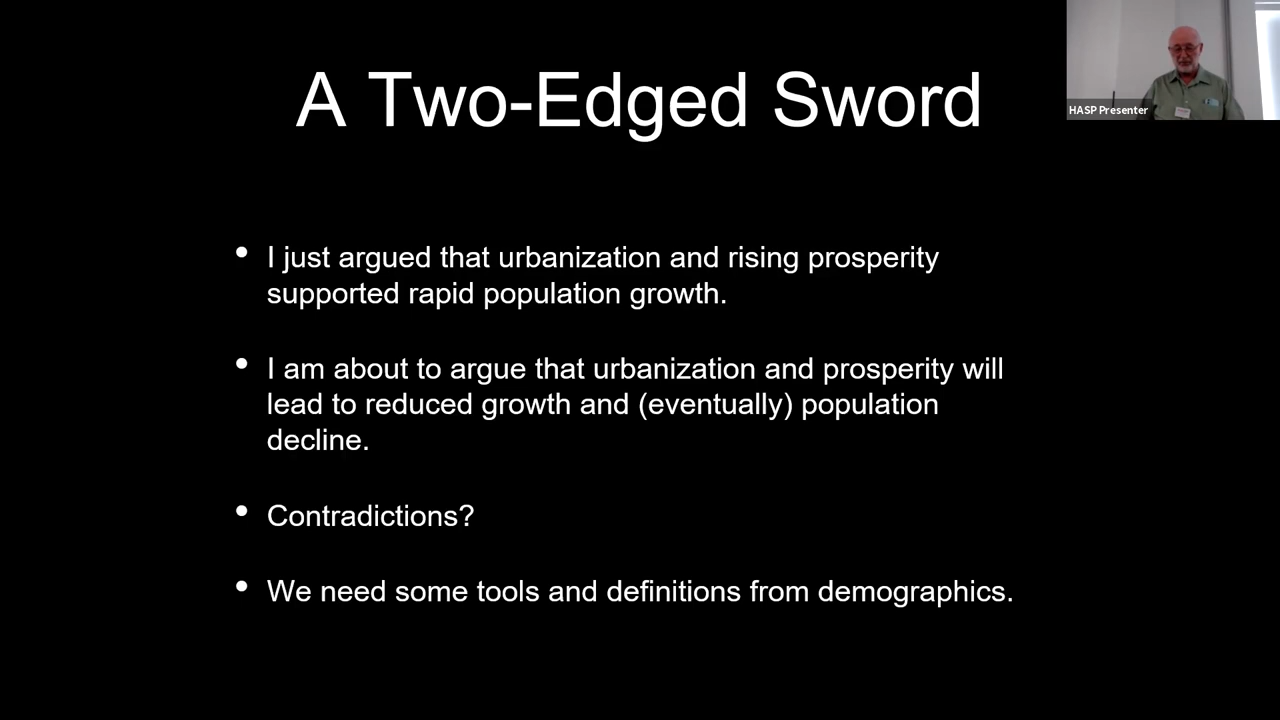 A Two-Edged Sword
HASP Presenter
• I just argued that urbanization and rising prosperity
supported rapid population growth.
• I am about to argue that urbanization and prosperity will
lead to reduced growth and (eventually) population
decline.
• Contradictions?
• We need some tools and definitions from demographics.